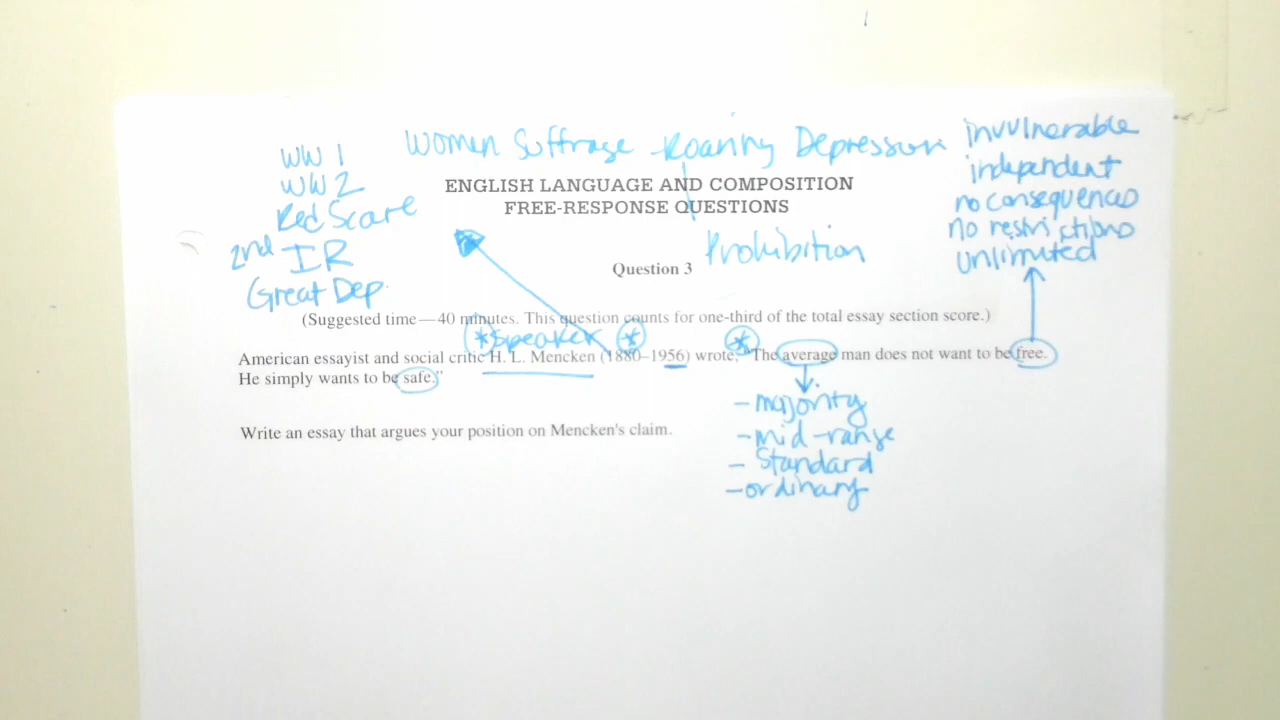 Women Suffrage Roaring Depression
WW 1
WW 2
Red Scare
2nd IR
Great Dep.
invulnerable
independent
no consequences
no restrictions
unlimited
ENGLISH LANGUAGE AND COMPOSITION
FREE-RESPONSE QUESTIONS
Prohibition
Question 3
(Suggested time—40 minutes. This question counts for one-third of the total essay section score.)
*Speaker * *
American essayist and social critic H. L. Mencken (1880–1956) wrote, "The average man does not want to be free.
He simply wants to be safe."
- majority
- mid-range
- Standard
- ordinary
Write an essay that argues your position on Mencken's claim.